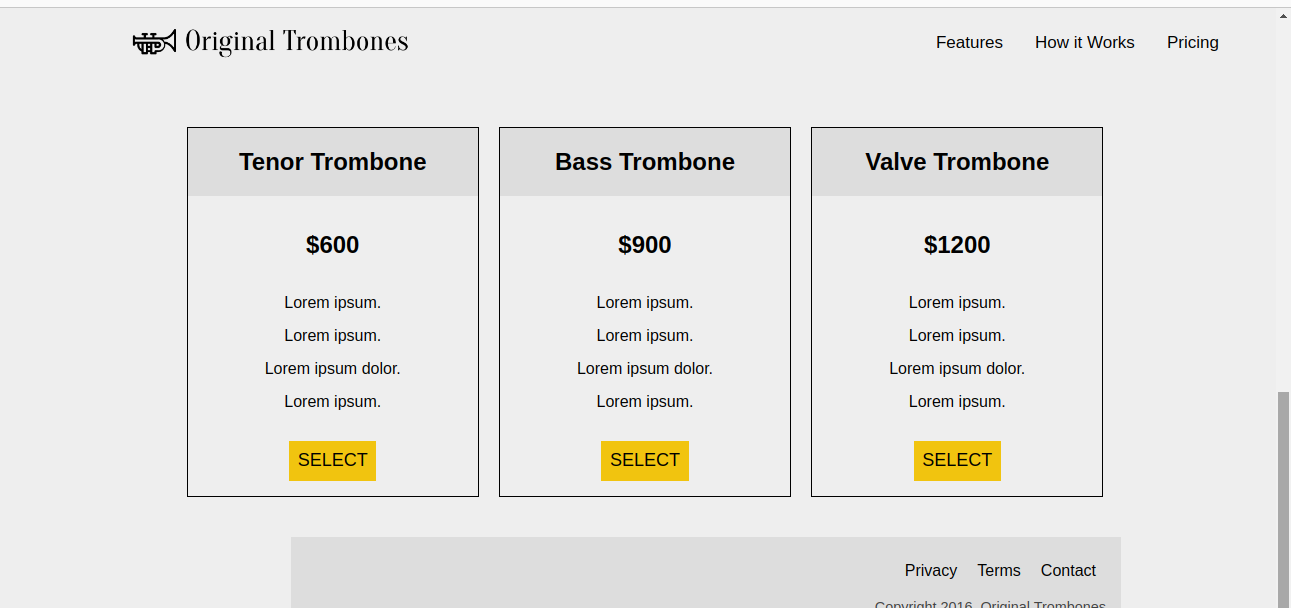 Original Trombones
Features How it Works Pricing
Tenor Trombone
$600
Lorem ipsum.
Lorem ipsum.
Lorem ipsum dolor.
Lorem ipsum.
SELECT
Bass Trombone
$900
Lorem ipsum.
Lorem ipsum.
Lorem ipsum dolor.
Lorem ipsum.
SELECT
Valve Trombone
$1200
Lorem ipsum.
Lorem ipsum.
Lorem ipsum dolor.
Lorem ipsum.
SELECT
Privacy Terms Contact
Copyright 2016, Original Trombones